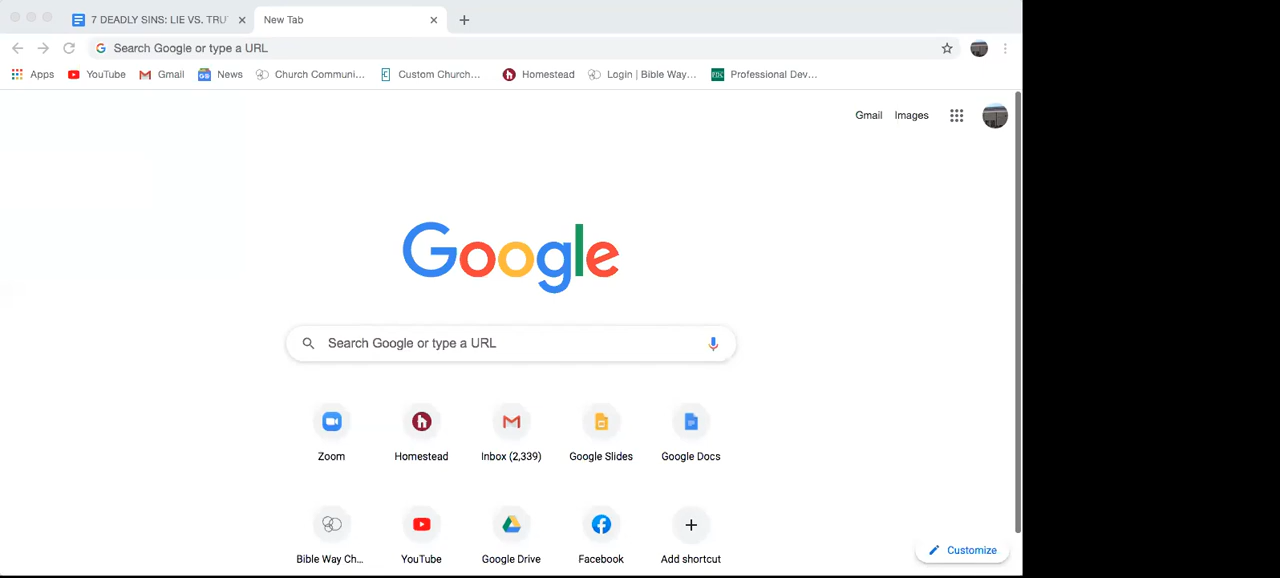 7 DEADLY SINS: LIE VS. TRU
New Tab
Search Google or type a URL
Apps YouTube Gmail News Church Communi... Custom Church... Homestead Login | Bible Way... Professional Dev...
Gmail Images
Google
Search Google or type a URL
Zoom Homestead Inbox (2,339) Google Slides Google Docs
Bible Way Ch... YouTube Google Drive Facebook Add shortcut
Customize